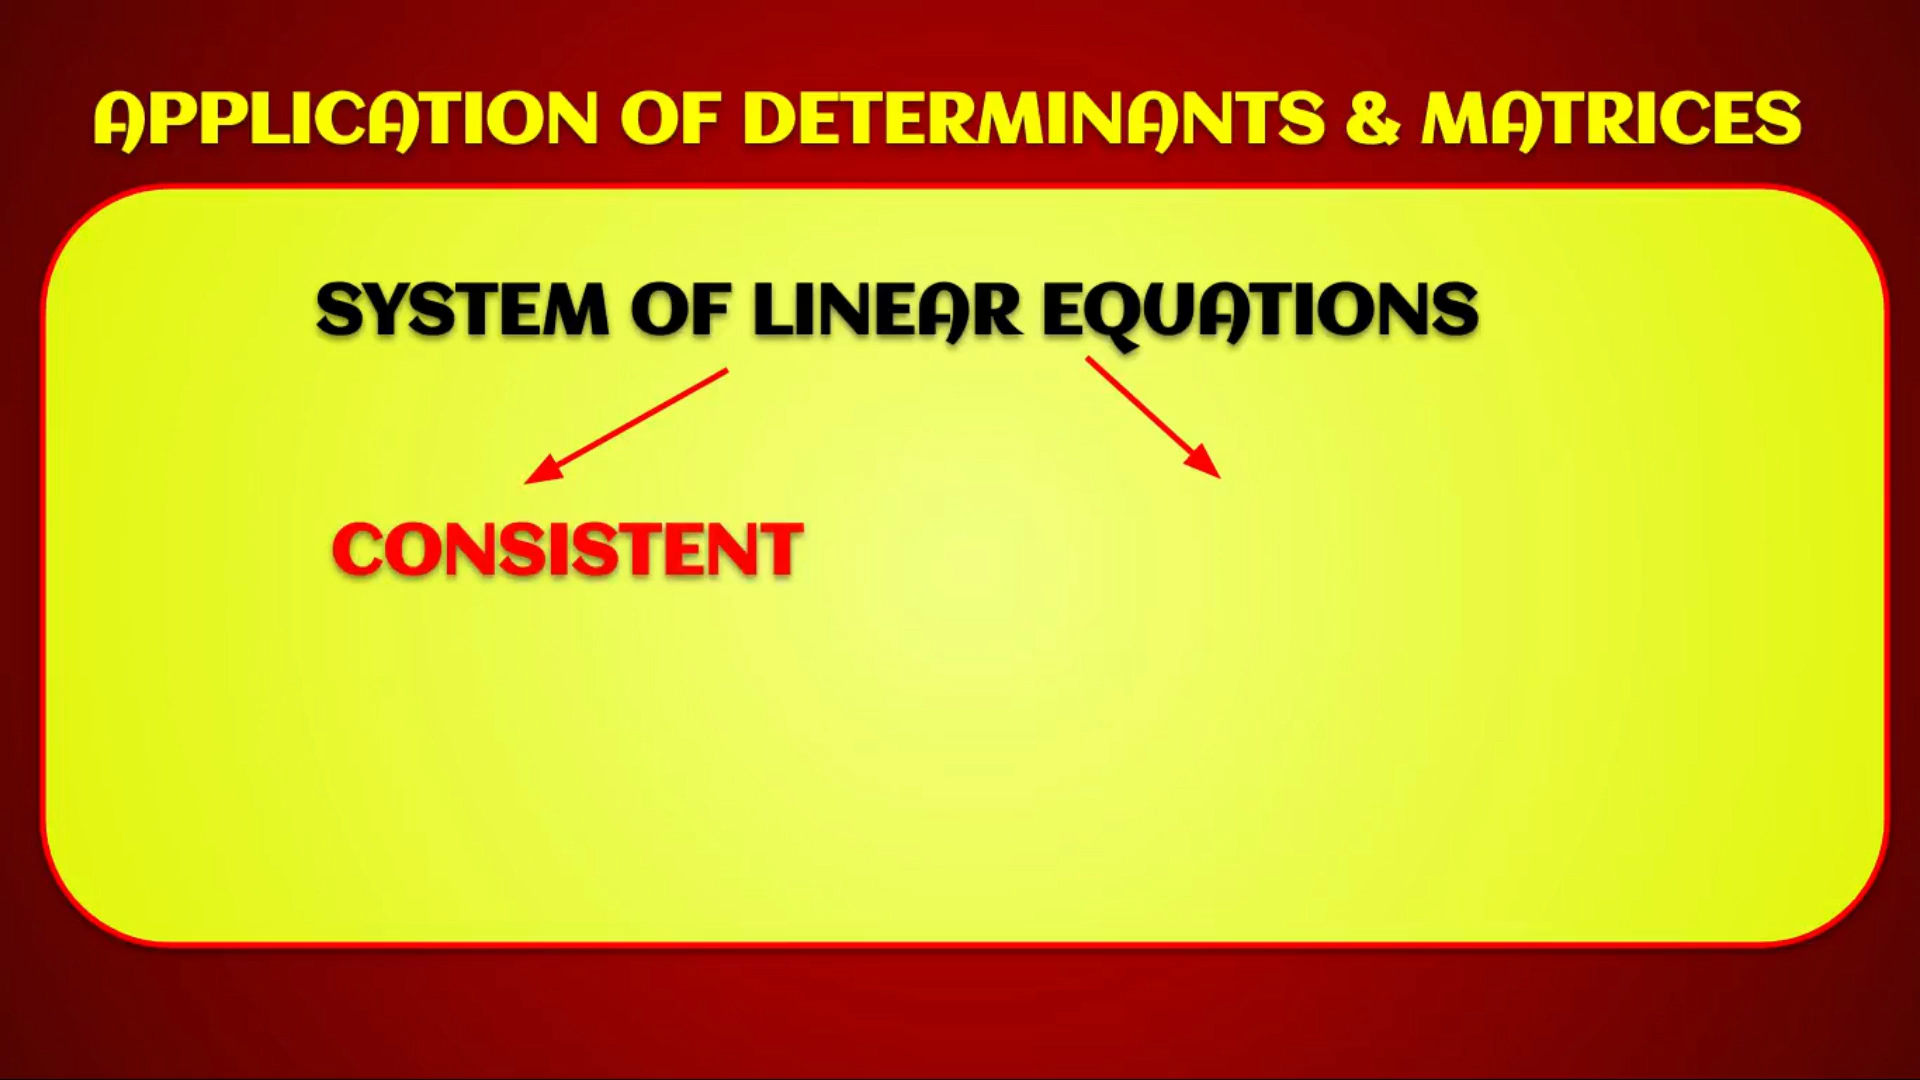 APPLICATION OF DETERMINANTS & MATRICES
SYSTEM OF LINEAR EQUATIONS
CONSISTENT